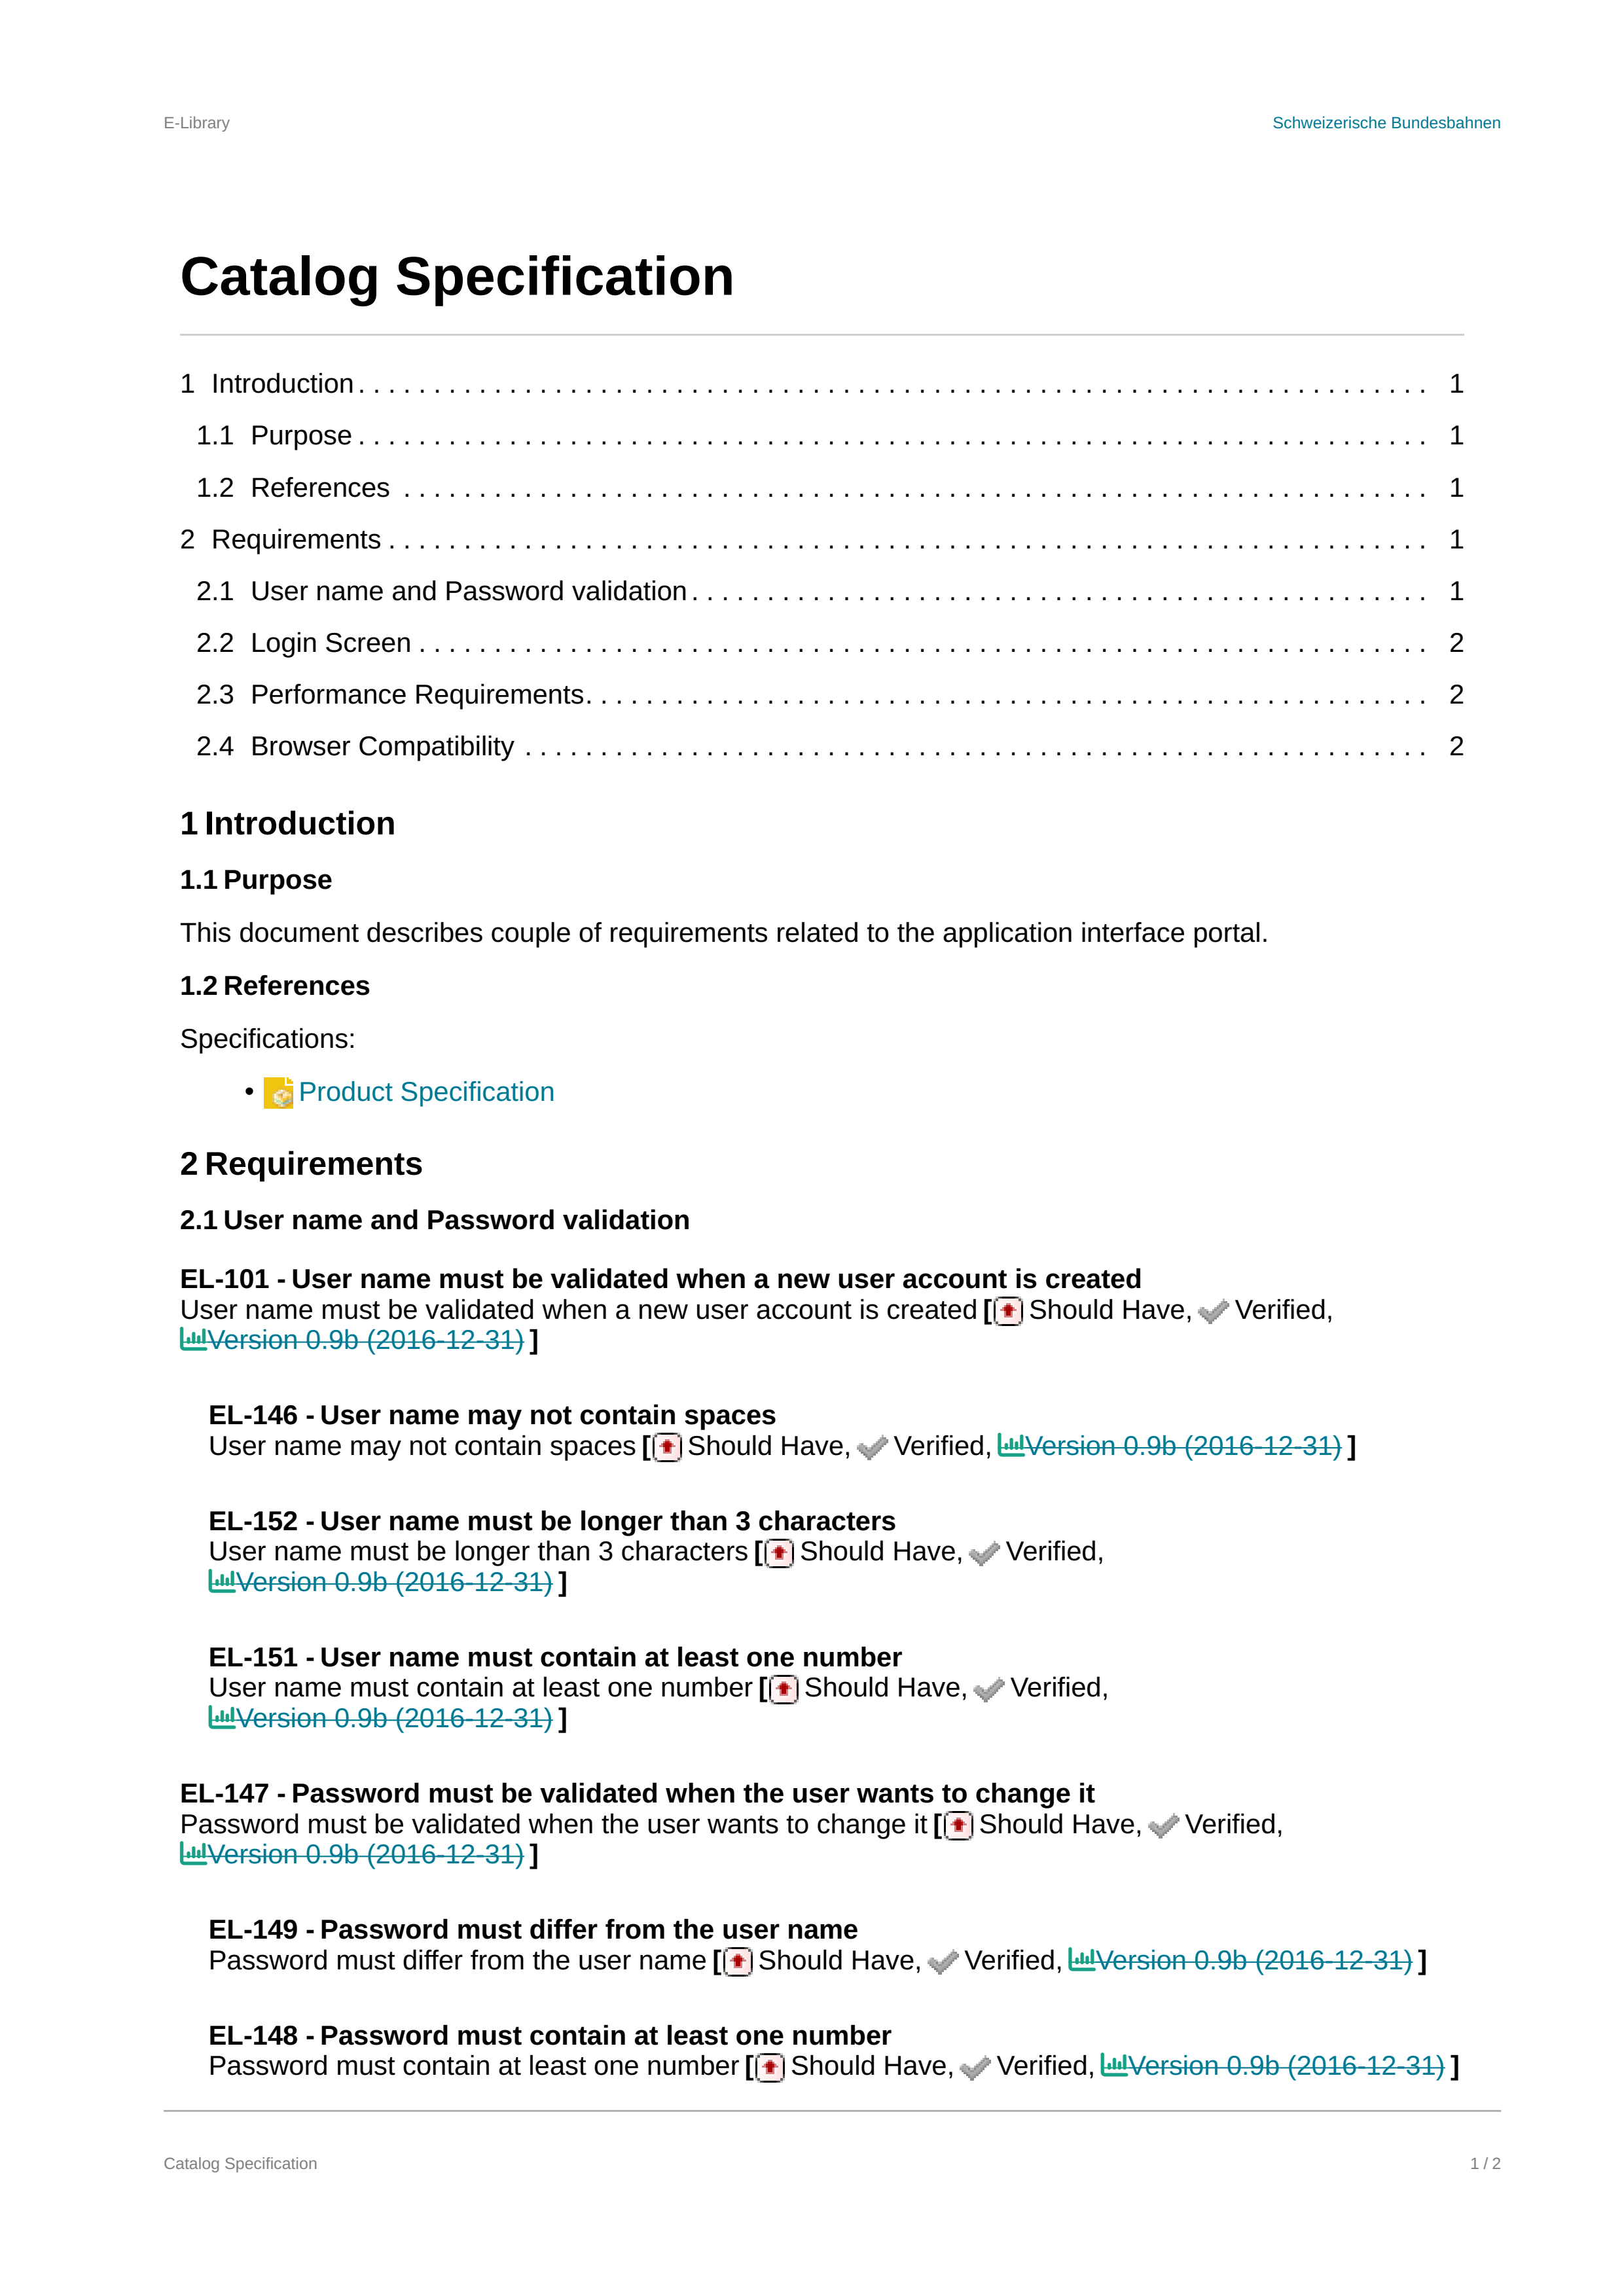 E-Library Schweizerische Bundesbahnen
Catalog Specification
1 Introduction . . . . . . . . . . . . . . . . . . . . . . . . . . . . . . . . . . . . . . . . 1
1.1 Purpose . . . . . . . . . . . . . . . . . . . . . . . . . . . . . . . . . . . . . . . . 1
1.2 References . . . . . . . . . . . . . . . . . . . . . . . . . . . . . . . . . . . . . . . . 1
2 Requirements . . . . . . . . . . . . . . . . . . . . . . . . . . . . . . . . . . . . . . . . 1
2.1 User name and Password validation . . . . . . . . . . . . . . . . . . . . . . . . . . . . . . 1
2.2 Login Screen . . . . . . . . . . . . . . . . . . . . . . . . . . . . . . . . . . . . . . . . 2
2.3 Performance Requirements . . . . . . . . . . . . . . . . . . . . . . . . . . . . . . . . . . 2
2.4 Browser Compatibility . . . . . . . . . . . . . . . . . . . . . . . . . . . . . . . . . . . . 2
1 Introduction
1.1 Purpose
This document describes couple of requirements related to the application interface portal.
1.2 References
Specifications:
• Product Specification
2 Requirements
2.1 User name and Password validation
EL-101 - User name must be validated when a new user account is created
User name must be validated when a new user account is created [ Should Have, Verified,
Version 0.9b (2016-12-31) ]
EL-146 - User name may not contain spaces
User name may not contain spaces [ Should Have, Verified, Version 0.9b (2016-12-31) ]
EL-152 - User name must be longer than 3 characters
User name must be longer than 3 characters [ Should Have, Verified,
Version 0.9b (2016-12-31) ]
EL-151 - User name must contain at least one number
User name must contain at least one number [ Should Have, Verified,
Version 0.9b (2016-12-31) ]
EL-147 - Password must be validated when the user wants to change it
Password must be validated when the user wants to change it [ Should Have, Verified,
Version 0.9b (2016-12-31) ]
EL-149 - Password must differ from the user name
Password must differ from the user name [ Should Have, Verified, Version 0.9b (2016-12-31) ]
EL-148 - Password must contain at least one number
Password must contain at least one number [ Should Have, Verified, Version 0.9b (2016-12-31) ]
Catalog Specification 1 / 2